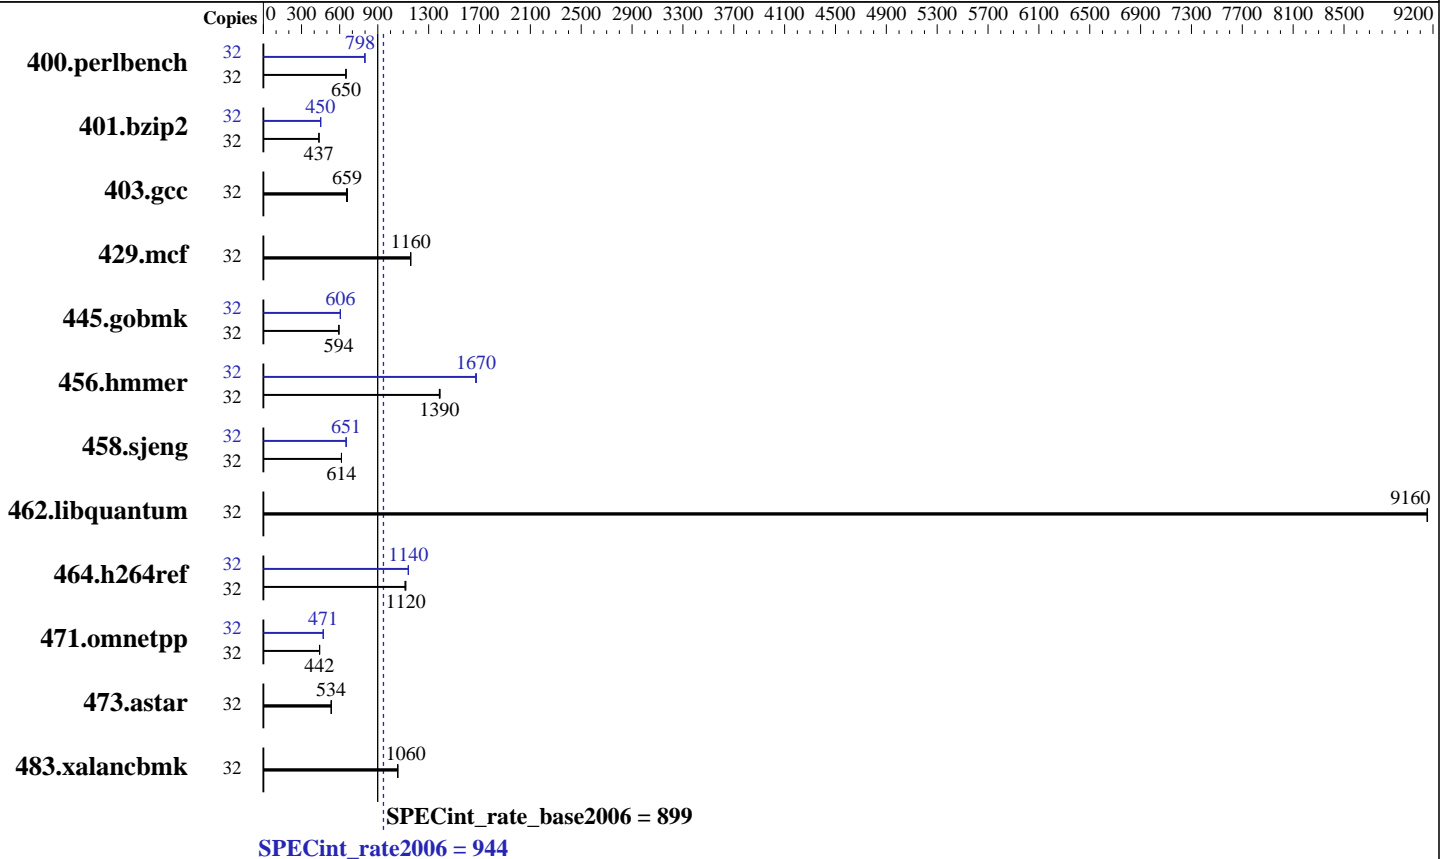 Copies 0 300 600 900 1300 1700 2100 2500 2900 3300 3700 4100 4500 4900 5300 5700 6100 6500 6900 7300 7700 8100 8500 9200
400.perlbench 32 798
32 650
401.bzip2 32 450
32 437
403.gcc 32 659
429.mcf 32 1160
445.gobmk 32 606
32 594
456.hmmer 32 1670
32 1390
458.sjeng 32 651
32 614
462.libquantum 32 9160
464.h264ref 32 1140
32 1120
471.omnetpp 32 471
32 442
473.astar 32 534
483.xalancbmk 32 1060
SPECint_rate_base2006 = 899
SPECint_rate2006 = 944